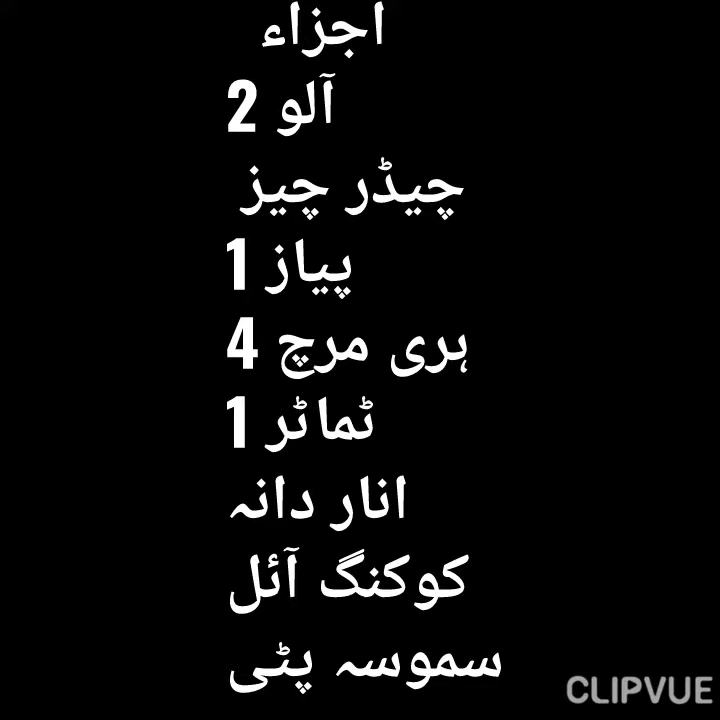 اجزاء
آلو 2
چیڈر چیز
پیاز 1
ہری مرچ 4
ٹماٹر 1
انار دانہ
کوکنگ آئل
سموسہ پٹی
CLIPVUE